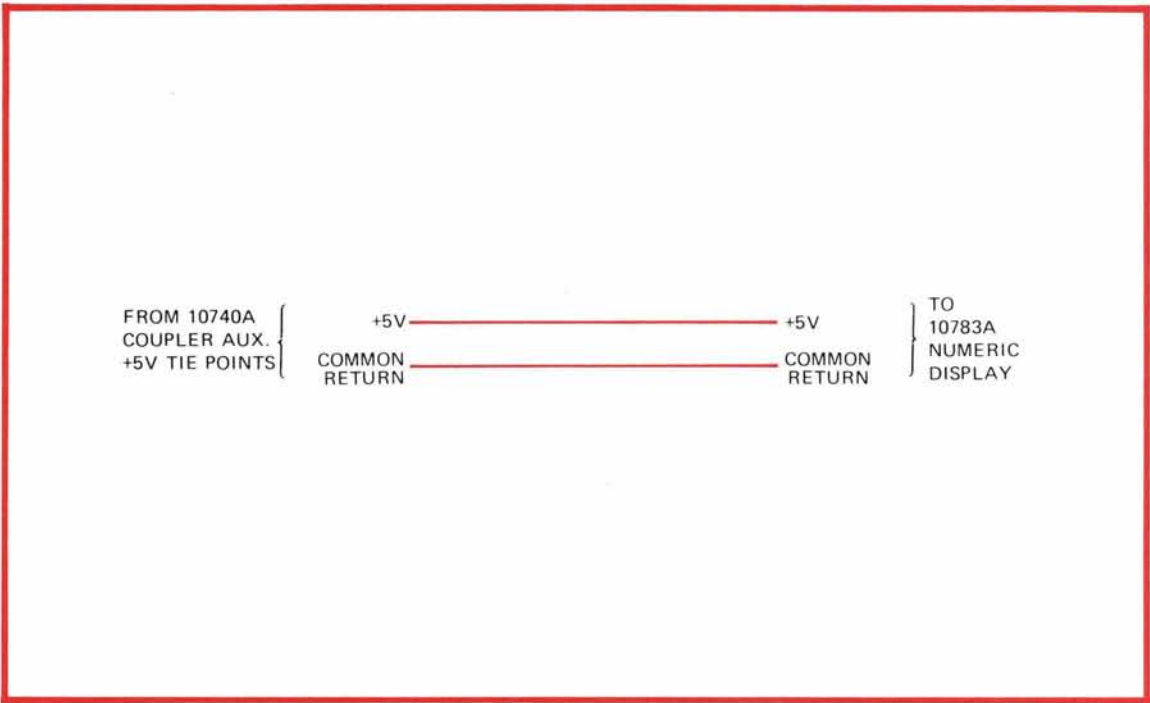 FROM 10740A
COUPLER AUX.
+5V TIE POINTS
+5V
COMMON
RETURN
+5V
COMMON
RETURN
TO
10783A
NUMERIC
DISPLAY